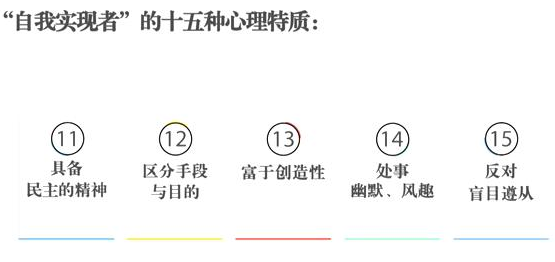 “自我实现者”的十五种心理特质：
11 12 13 14 15
具备 区分手段 富于创造性 处事 反对
民主的精神 与目的 幽默、风趣 盲目遵从